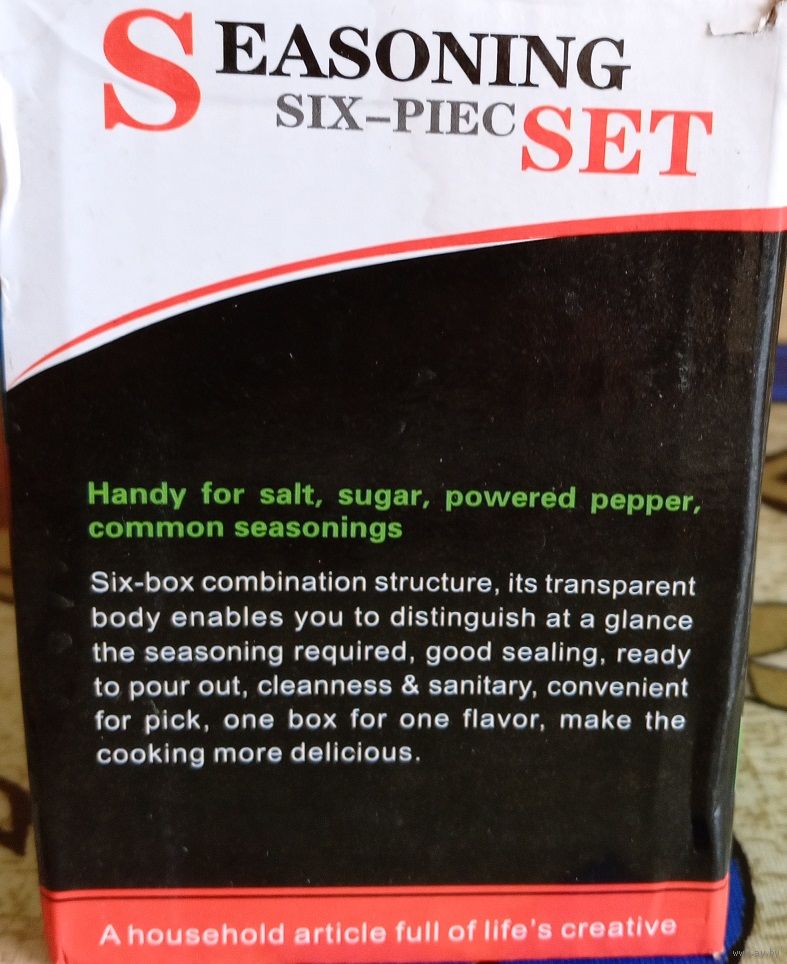 SEASONING
SIX-PIEC SET
Handy for salt, sugar, powered pepper,
common seasonings
Six-box combination structure, its transparent
body enables you to distinguish at a glance
the seasoning required, good sealing, ready
to pour out, cleanness & sanitary, convenient
for pick, one box for one flavor, make the
cooking more delicious.
A household article full of life's creative